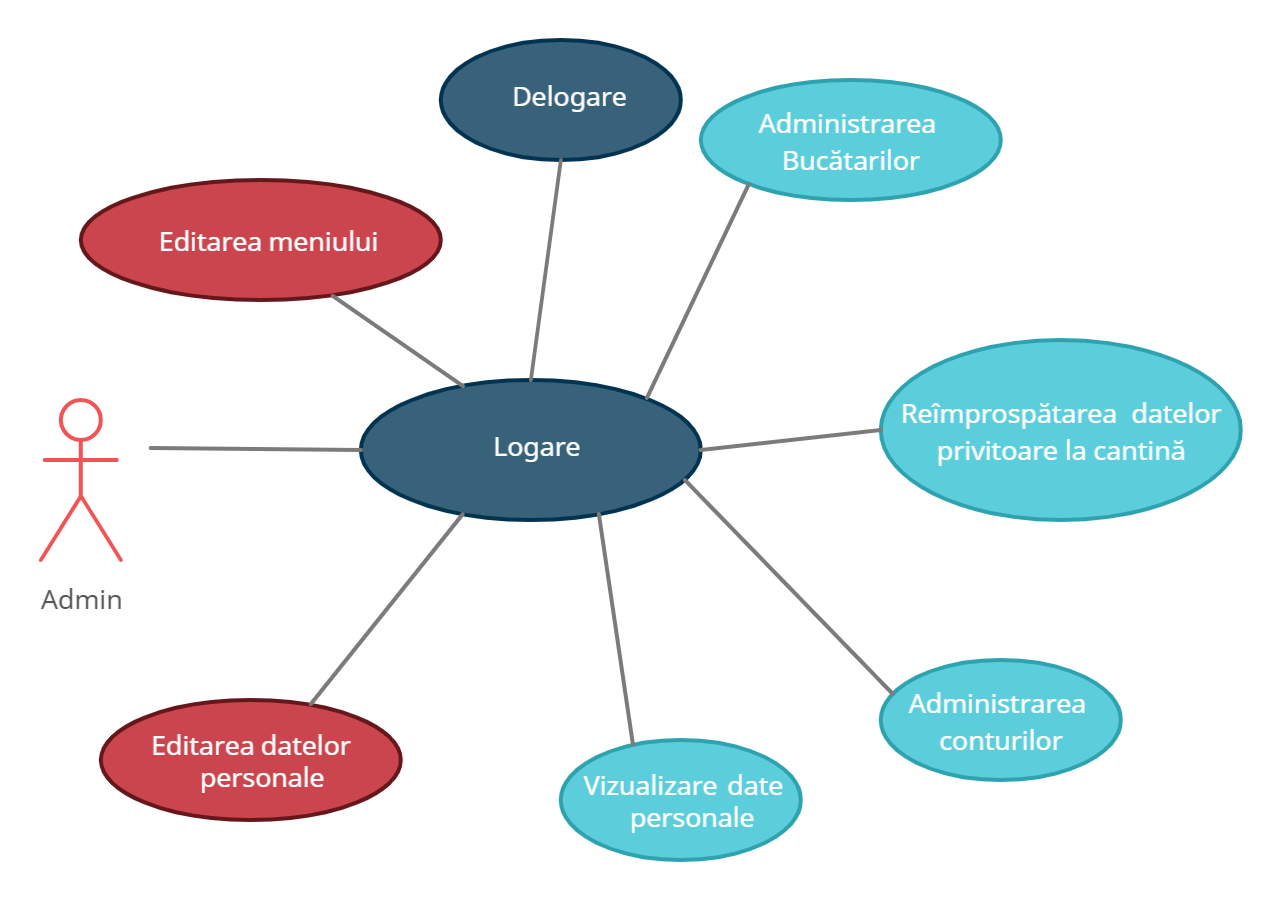 Delogare
Administrarea
Bucătarilor
Editarea meniului
Reîmprospătarea datelor
privitoare la cantină
Logare
Admin
Administrarea
conturilor
Editarea datelor
personale
Vizualizare date
personale